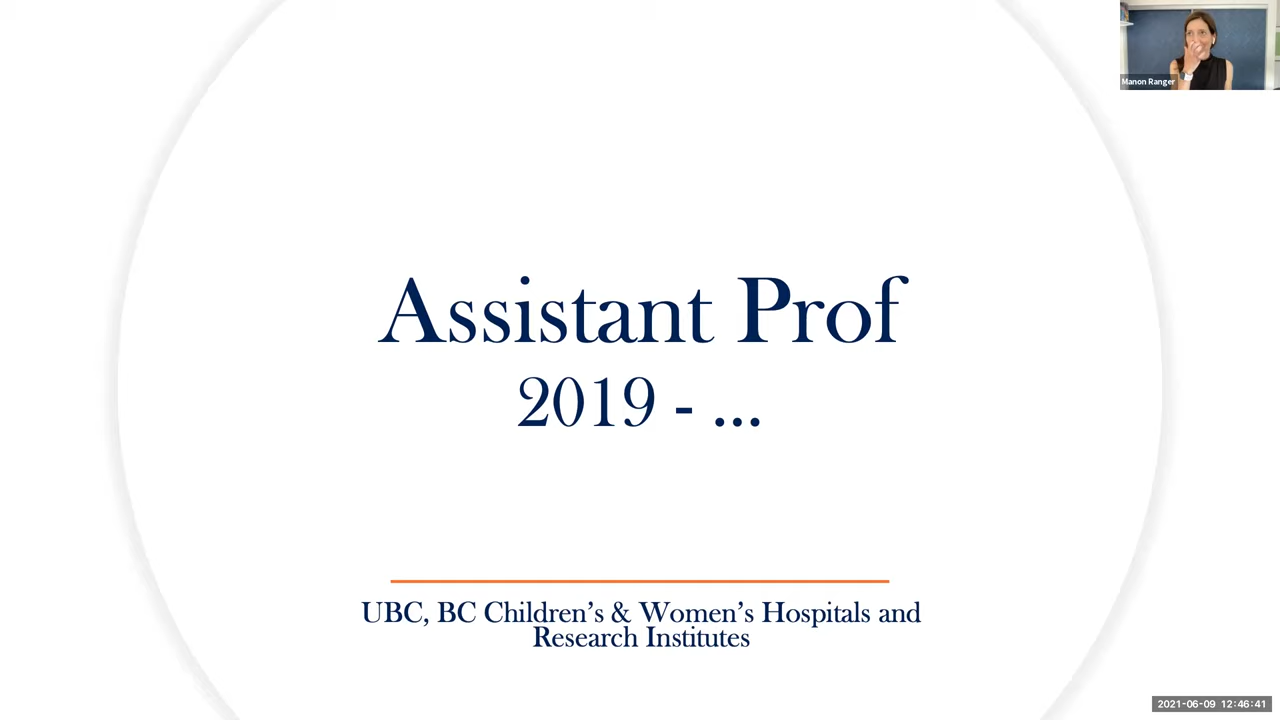 Manon Ranger
Assistant Prof
2019 - ...
UBC, BC Children’s & Women’s Hospitals and
Research Institutes
2021-06-09 12:46:41